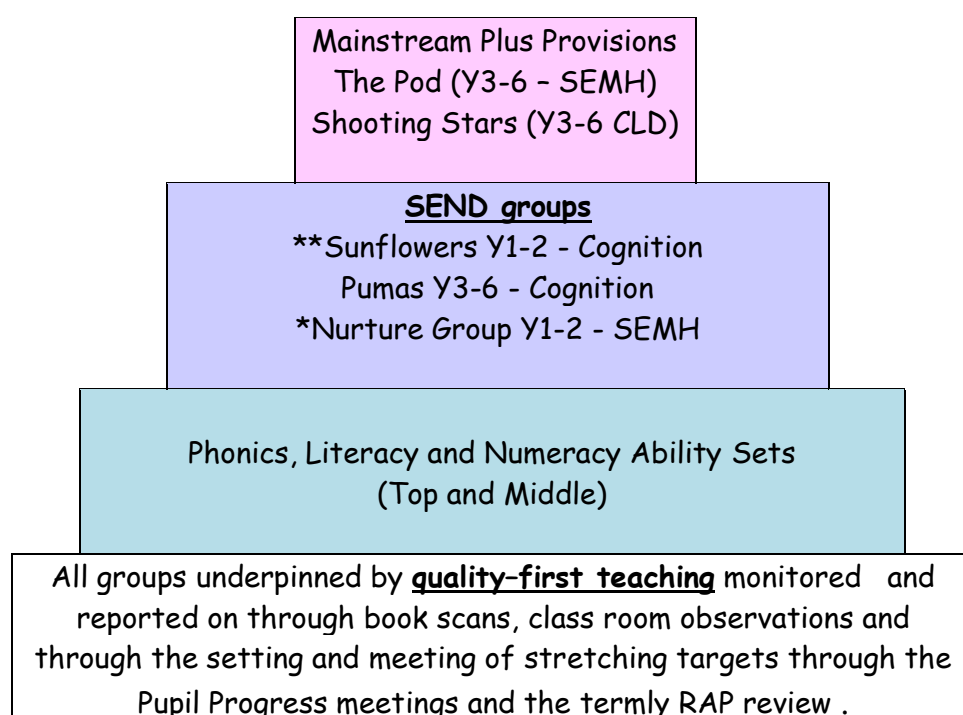 Mainstream Plus Provisions
The Pod (Y3-6 – SEMH)
Shooting Stars (Y3-6 CLD)
SEND groups
**Sunflowers Y1-2 - Cognition
Pumas Y3-6 - Cognition
*Nurture Group Y1-2 - SEMH
Phonics, Literacy and Numeracy Ability Sets
(Top and Middle)
All groups underpinned by quality–first teaching monitored and
reported on through book scans, class room observations and
through the setting and meeting of stretching targets through the
Pupil Progress meetings and the termly RAP review .